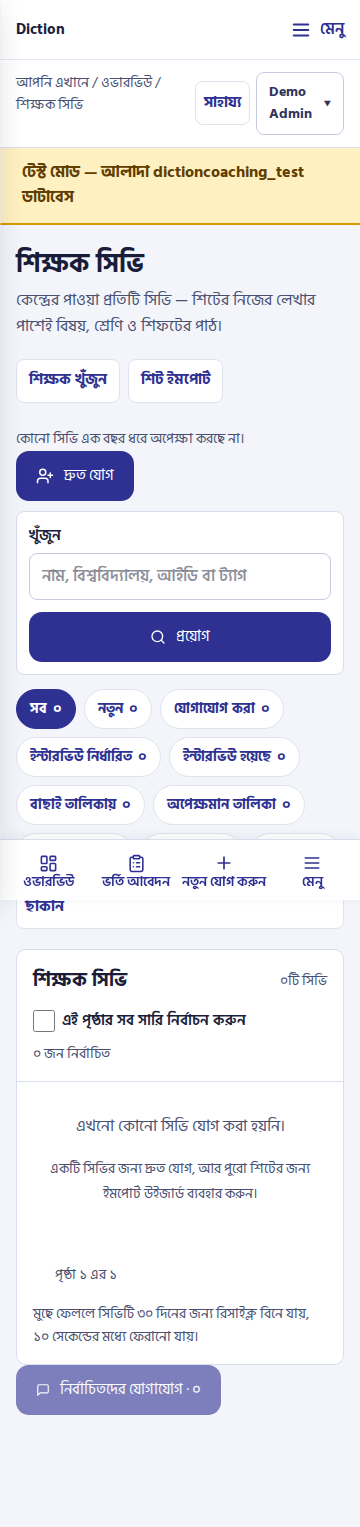 Diction
মেনু
আপনি এখানে / ওভারভিউ /
শিক্ষক সিভি
সাহায্য
Demo
Admin
টেস্ট মোড — আলাদা dictioncoaching_test
ডাটাবেস
শিক্ষক সিভি
কেন্দ্রের পাওয়া প্রতিটি সিভি — শিটের নিজের লেখার
পাশেই বিষয়, শ্রেণি ও শিফটের পাঠ।
শিক্ষক খুঁজুন
শিট ইমপোর্ট
কোনো সিভি এক বছর ধরে অপেক্ষা করছে না।
দ্রুত যোগ
খুঁজুন
নাম, বিশ্ববিদ্যালয়, আইডি বা ট্যাগ
প্রয়োগ
সব ০
নতুন ০
যোগাযোগ করা ০
ইন্টারভিউ নির্ধারিত ০
ইন্টারভিউ হয়েছে ০
বাছাই তালিকায় ০
অপেক্ষমান তালিকা ০
ওভারভিউ
ভর্তি আবেদন
নতুন যোগ করুন
মেনু
ছাঁকনি
শিক্ষক সিভি
০টি সিভি
এই পৃষ্ঠার সব সারি নির্বাচন করুন
০ জন নির্বাচিত
এখনো কোনো সিভি যোগ করা হয়নি।
একটি সিভির জন্য দ্রুত যোগ, আর পুরো শিটের জন্য
ইমপোর্ট উইজার্ড ব্যবহার করুন।
পৃষ্ঠা ১ এর ১
মুছে ফেললে সিভিটি ৩০ দিনের জন্য রিসাইক্ল বিনে যায়,
১০ সেকেন্ডের মধ্যে ফেরানো যায়।
নির্বাচিতদের যোগাযোগ · ০